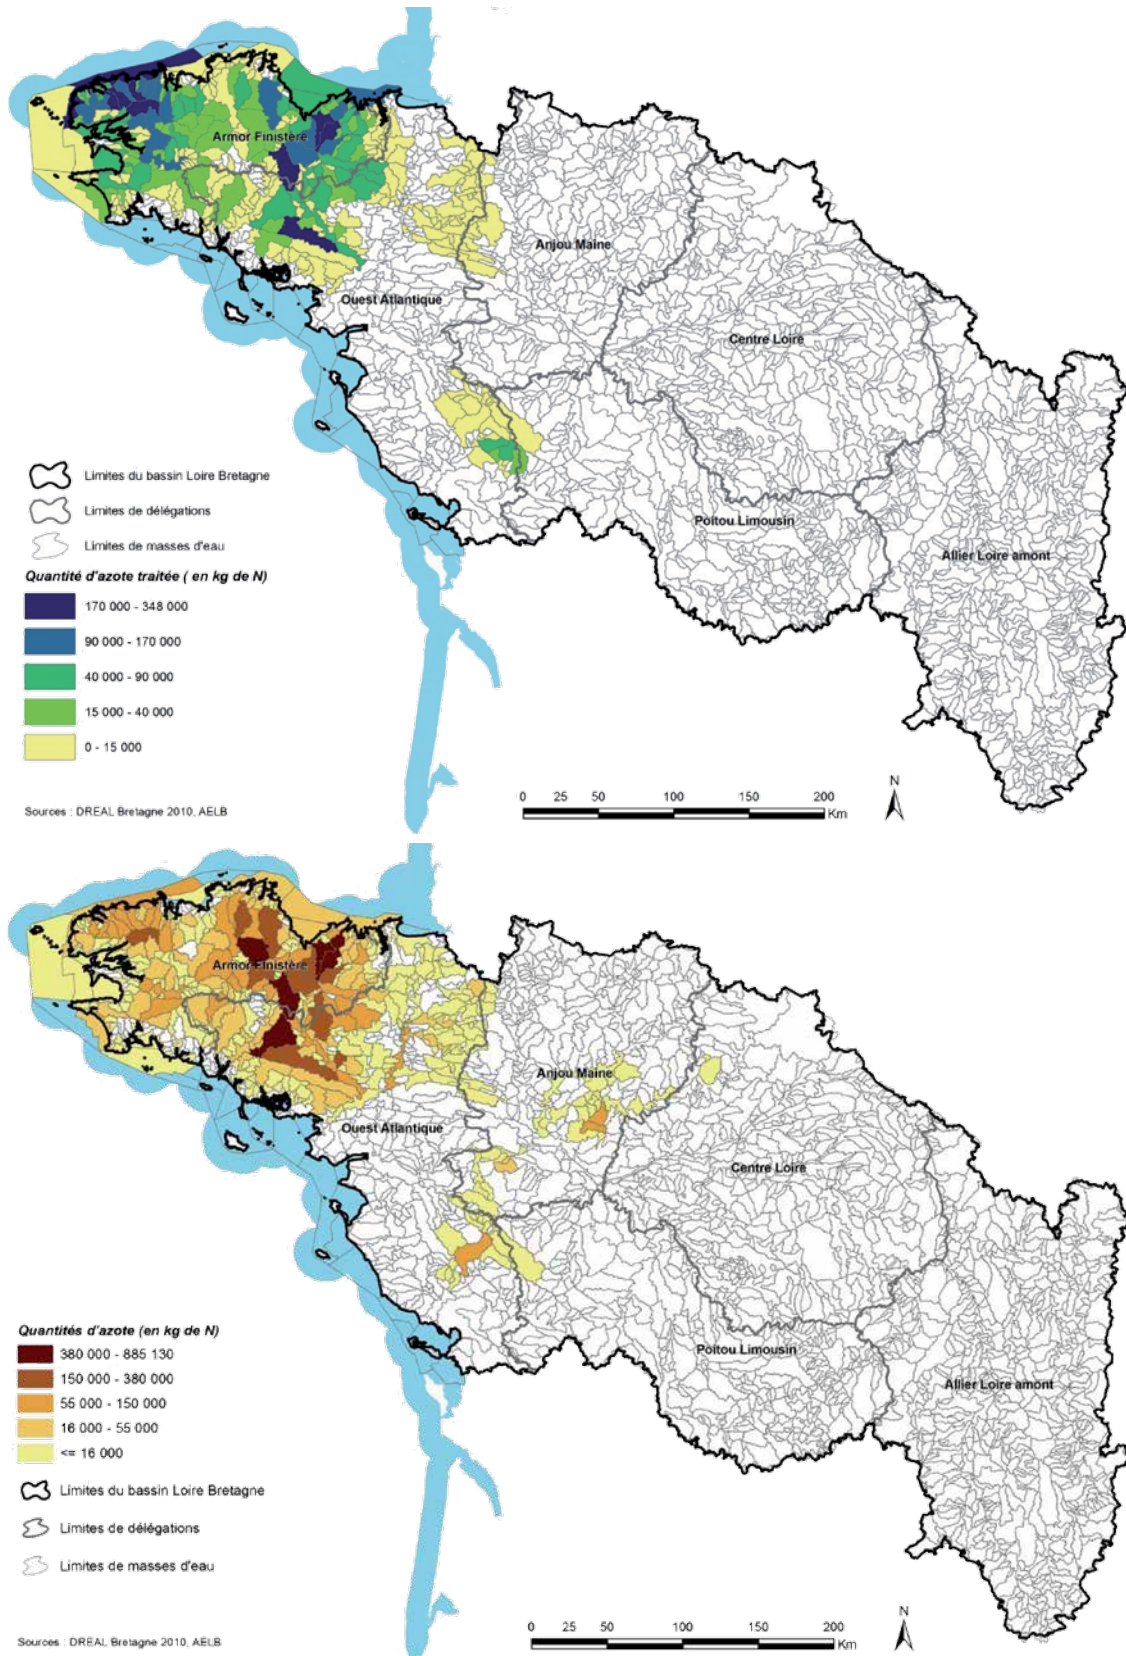 Armor Finistère
Anjou Maine
Ouest Atlantique
Centre Loire
Poitou Limousin
Allier Loire amont
Limites du bassin Loire Bretagne
Limites de délégations
Limites de masses d'eau
Quantité d'azote traitée ( en kg de N)
170 000 - 348 000
90 000 - 170 000
40 000 - 90 000
15 000 - 40 000
0 - 15 000
Sources : DREAL Bretagne 2010, AELB
0 25 50 100 150 200
Km
N
Armor Finistère
Anjou Maine
Ouest Atlantique
Centre Loire
Poitou Limousin
Allier Loire amont
Quantités d'azote (en kg de N)
380 000 - 885 130
150 000 - 380 000
55 000 - 150 000
16 000 - 55 000
<= 16 000
Limites du bassin Loire Bretagne
Limites de délégations
Limites de masses d'eau
Sources : DREAL Bretagne 2010, AELB
0 25 50 100 150 200
Km
N